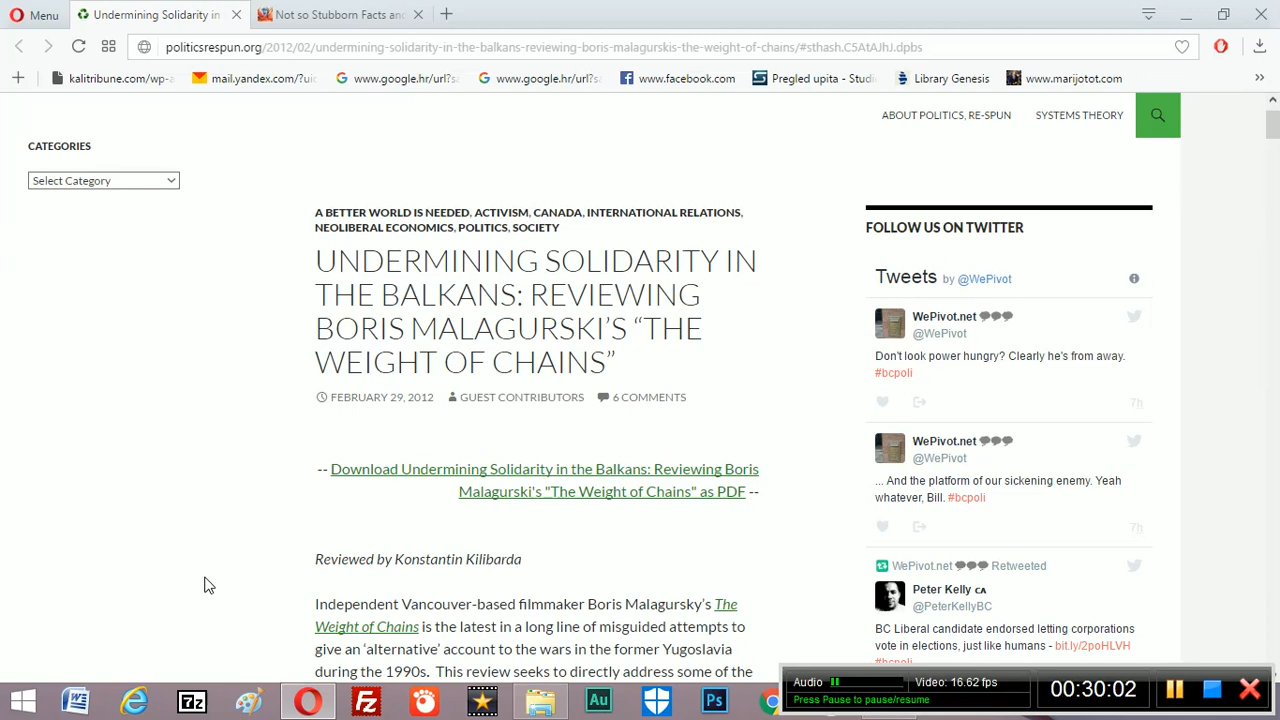 Menu
Undermining Solidarity in
Not so Stubborn Facts and
politicsrespun.org/2012/02/undermining-solidarity-in-the-balkans-reviewing-boris-malagurskis-the-weight-of-chains/#sthash.C5AtAJhJ.dpbs
kalitribune.com/wp-a
mail.yandex.com/?uid
www.google.hr/url?sa
www.google.hr/url?sa
www.facebook.com
Pregled upita - Studi
Library Genesis
www.marijotot.com
ABOUT POLITICS, RE-SPUN
SYSTEMS THEORY
CATEGORIES
Select Category
A BETTER WORLD IS NEEDED, ACTIVISM, CANADA, INTERNATIONAL RELATIONS,
NEOLIBERAL ECONOMICS, POLITICS, SOCIETY
UNDERMINING SOLIDARITY IN
THE BALKANS: REVIEWING
BORIS MALAGURSKI’S “THE
WEIGHT OF CHAINS”
FEBRUARY 29, 2012
GUEST CONTRIBUTORS
6 COMMENTS
-- Download Undermining Solidarity in the Balkans: Reviewing Boris
Malagurski's "The Weight of Chains" as PDF --
Reviewed by Konstantin Kilibarda
Independent Vancouver-based filmmaker Boris Malagursky’s The
Weight of Chains is the latest in a long line of misguided attempts to
give an ‘alternative’ account to the wars in the former Yugoslavia
during the 1990s. This review seeks to directly address some of the
FOLLOW US ON TWITTER
Tweets by @WePivot
WePivot.net
@WePivot
Don't look power hungry? Clearly he's from away.
#bcpoli
7h
WePivot.net
@WePivot
... And the platform of our sickening enemy. Yeah
whatever, Bill. #bcpoli
7h
WePivot.net Retweeted
Peter Kelly CA
@PeterKellyBC
BC Liberal candidate endorsed letting corporations
vote in elections, just like humans - bit.ly/2poHLVH
#bcpoli
Audio
Video: 16.62 fps
Press Pause to pause/resume
00:30:02
W
7z
Fz
Au
Ps